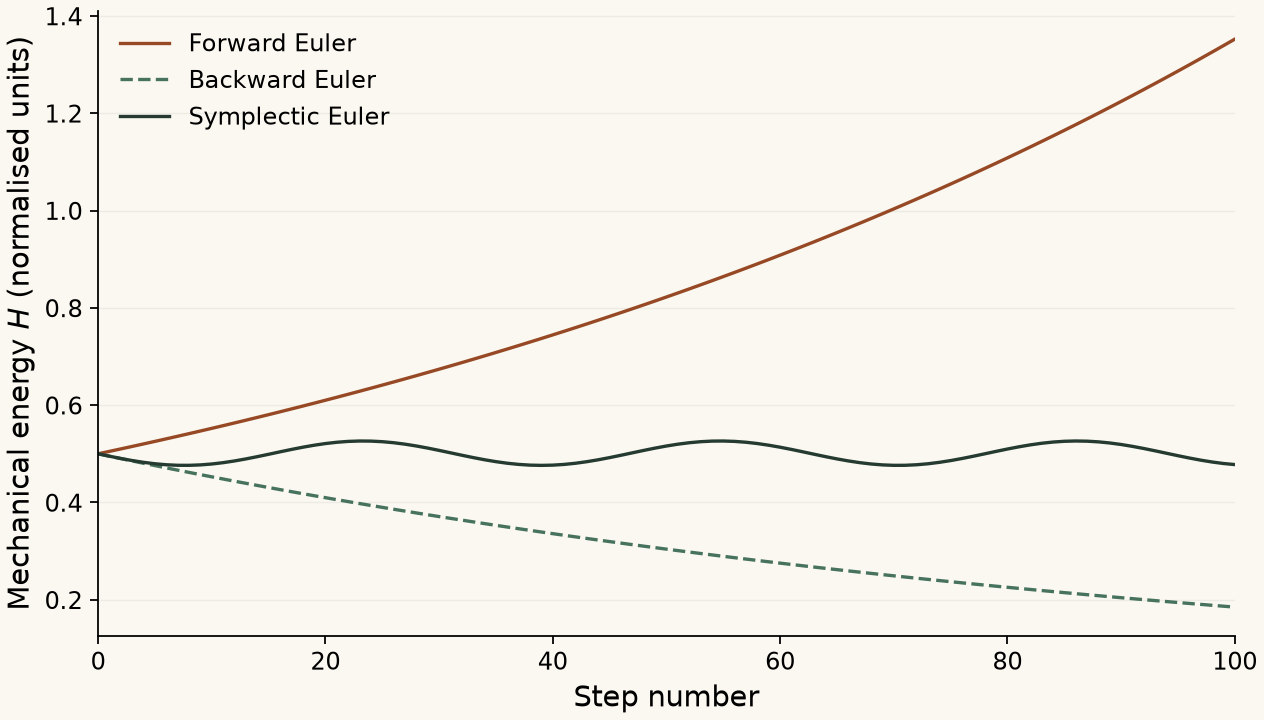 1.4
1.2
1.0
0.8
0.6
0.4
0.2
Mechanical energy H (normalised units)
Forward Euler
Backward Euler
Symplectic Euler
0 20 40 60 80 100
Step number